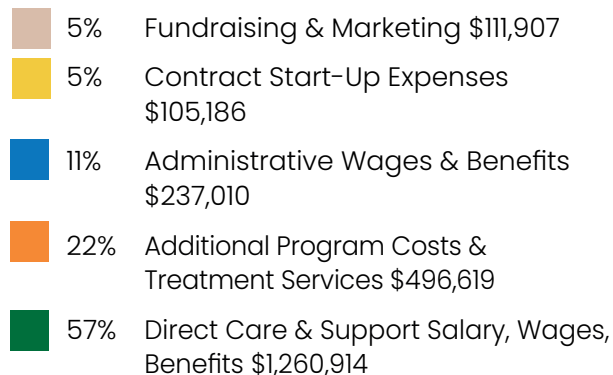 5% Fundraising & Marketing $111,907
5% Contract Start-Up Expenses
$105,186
11% Administrative Wages & Benefits
$237,010
22% Additional Program Costs &
Treatment Services $496,619
57% Direct Care & Support Salary, Wages,
Benefits $1,260,914